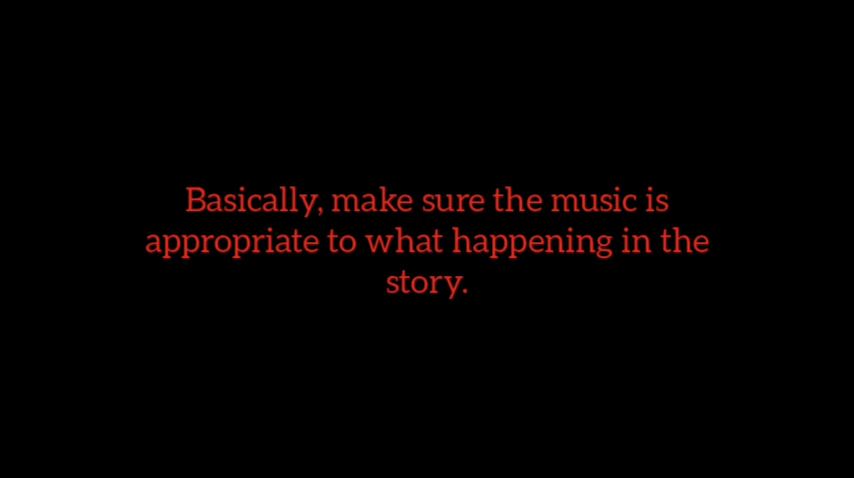 Basically, make sure the music is
appropriate to what happening in the
story.